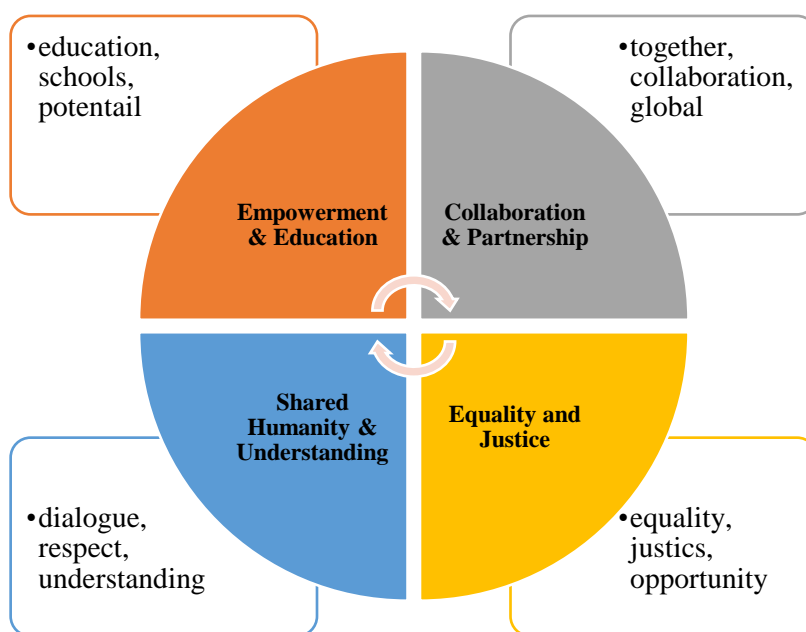 •education,
schools,
potentail
•together,
collaboration,
global
Empowerment
& Education
Collaboration
& Partnership
Shared
Humanity &
Understanding
Equality and
Justice
•dialogue,
respect,
understanding
•equality,
justics,
opportunity